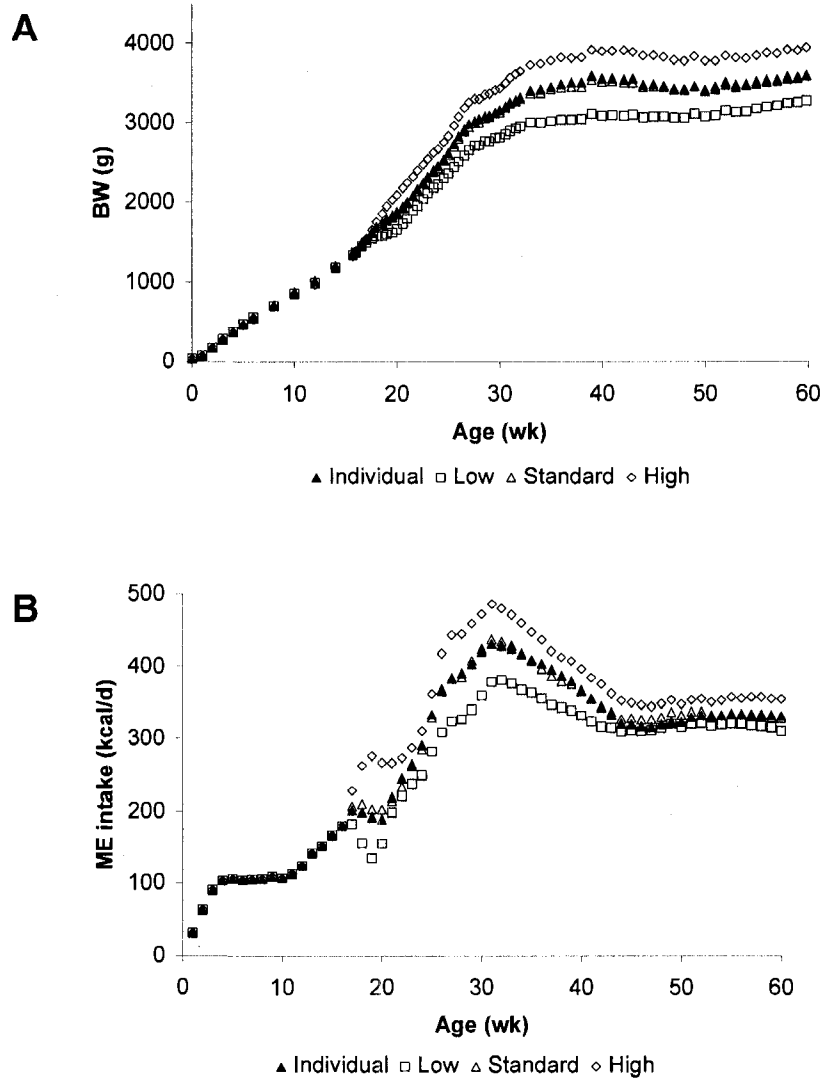 A
BW (g)
4000
3000
2000
1000
0
0 10 20 30 40 50 60
Age (wk)
▲ Individual □ Low △ Standard ◇ High
B
ME intake (kcal/d)
500
400
300
200
100
0
0 10 20 30 40 50 60
Age (wk)
▲ Individual □ Low △ Standard ◇ High